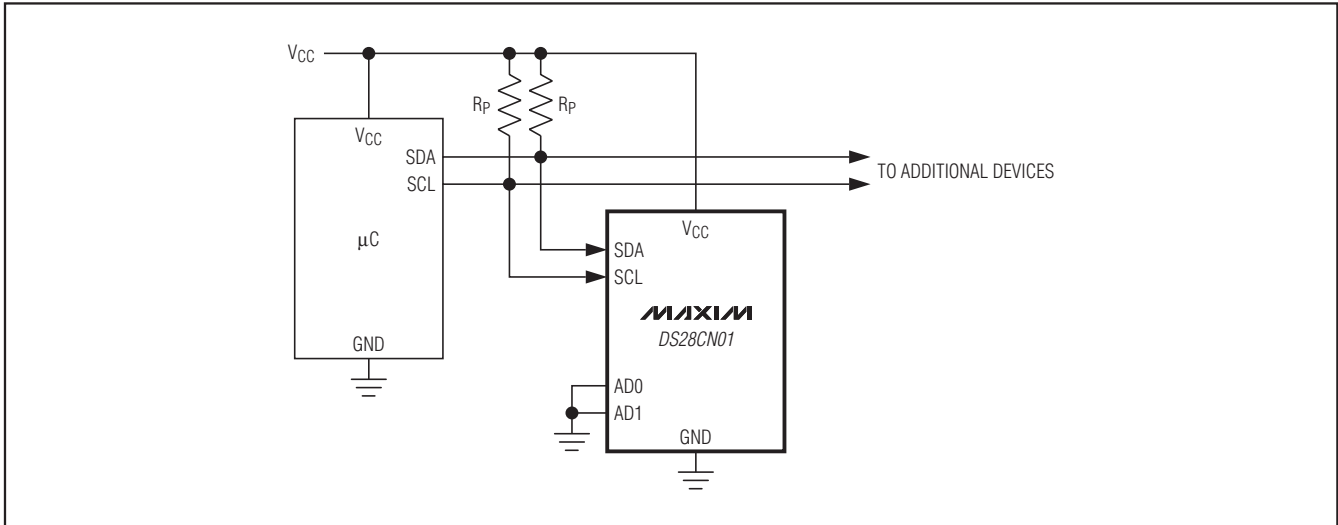 VCC
RP RP
VCC
SDA
SCL
TO ADDITIONAL DEVICES
µC
GND
VCC
SDA
SCL
MAXIM
DS28CN01
AD0
AD1
GND